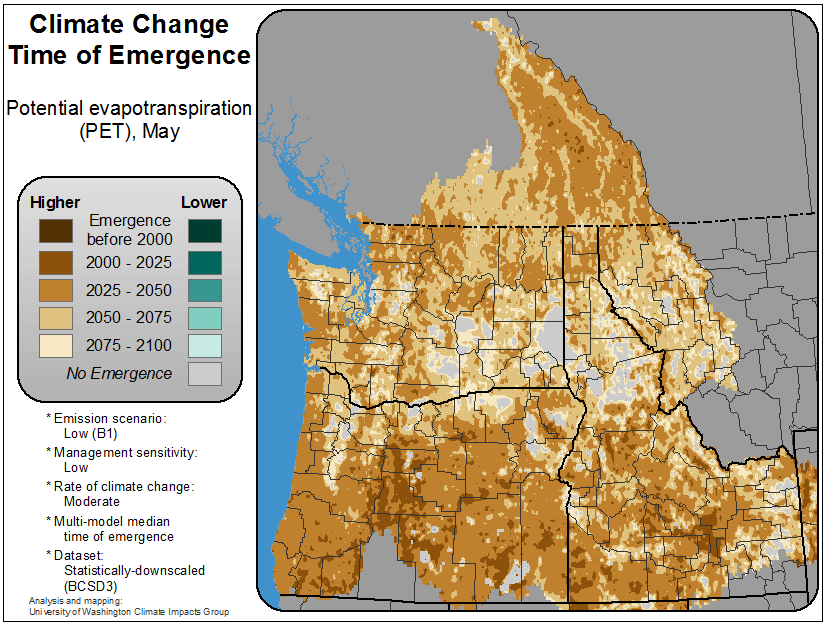 Climate Change
Time of Emergence
Potential evapotranspiration
(PET), May
Higher
Lower
Emergence
before 2000
2000 - 2025
2025 - 2050
2050 - 2075
2075 - 2100
No Emergence
* Emission scenario:
Low (B1)
* Management sensitivity:
Low
* Rate of climate change:
Moderate
* Multi-model median
time of emergence
* Dataset:
Statistically-downscaled
(BCSD3)
Analysis and mapping:
University of Washington Climate Impacts Group